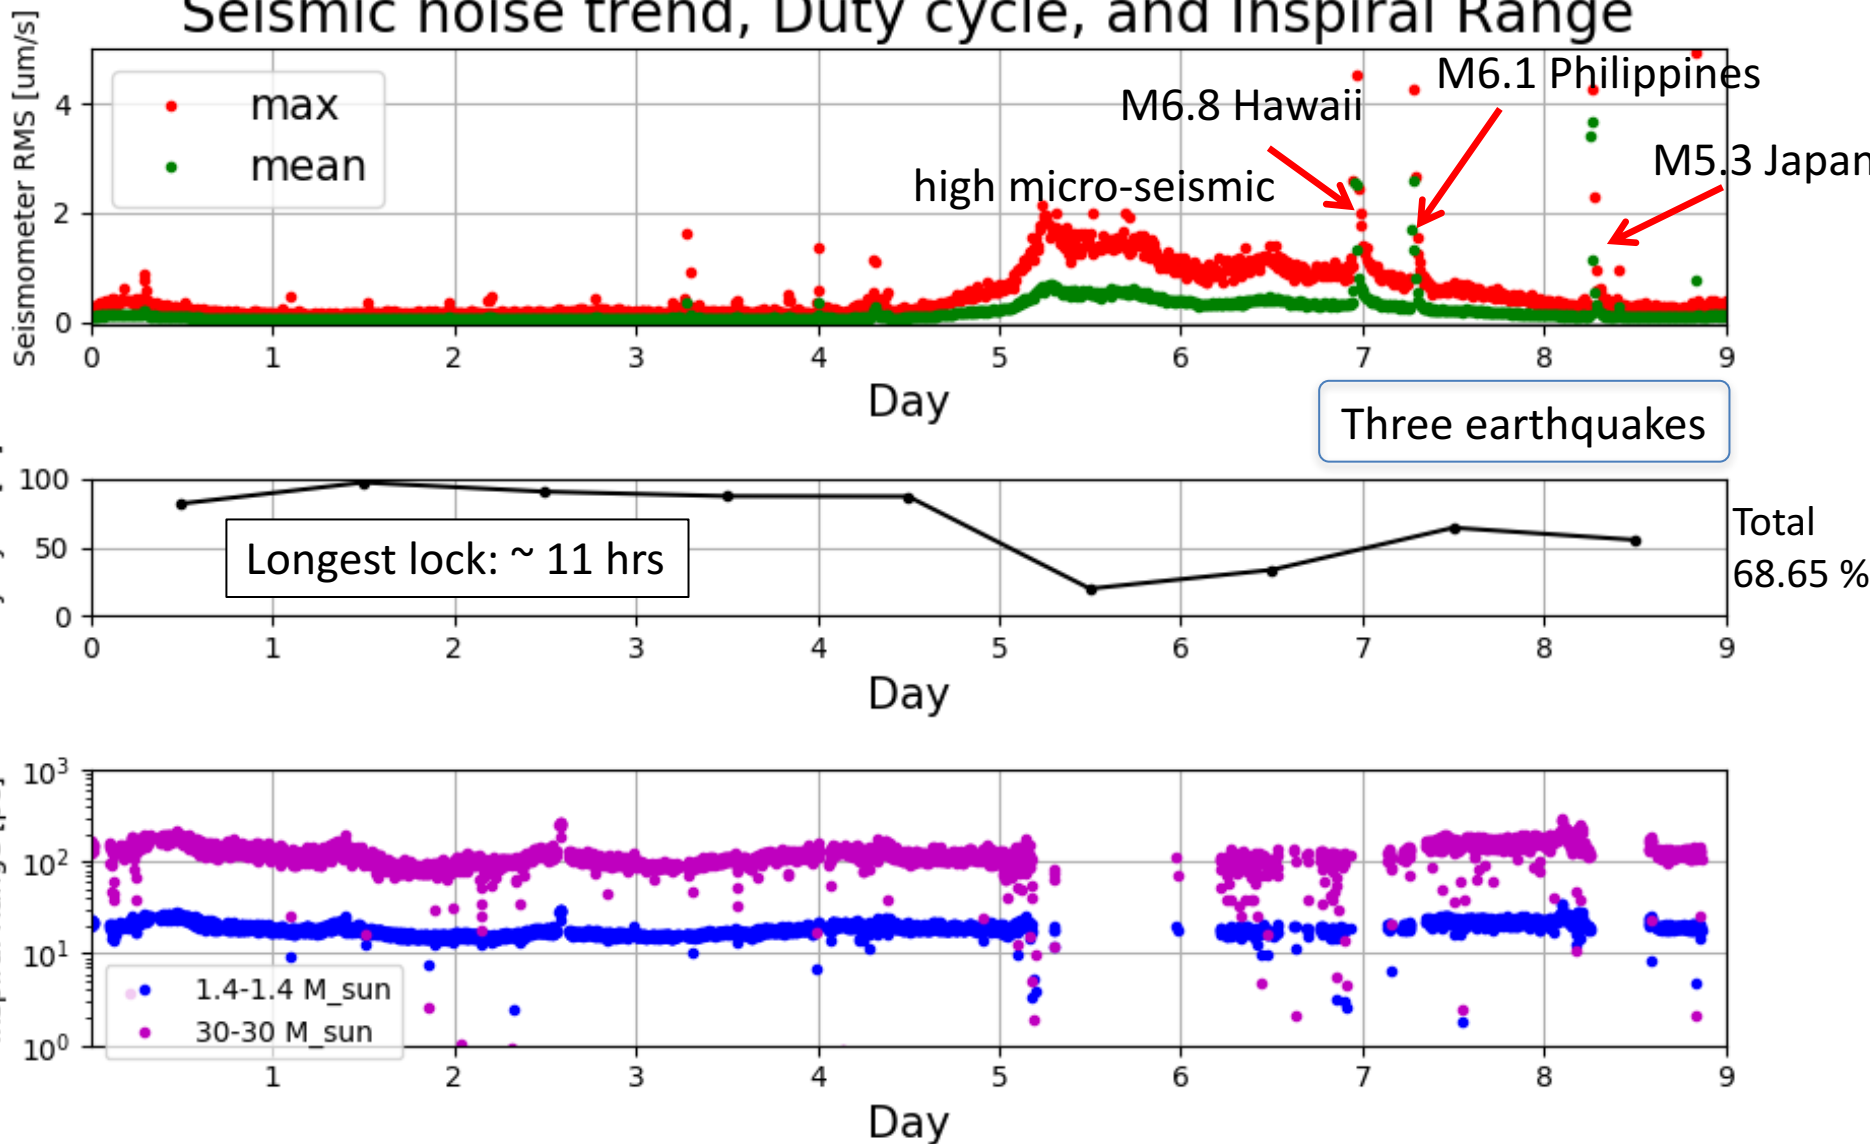 Seismic noise trend, Duty cycle, and Inspiral Range
Seismometer RMS [um/s]
4
2
0
max
mean
high micro-seismic
M6.8 Hawaii
M6.1 Philippines
M5.3 Japan
0 1 2 3 4 5 6 7 8 9
Day
Three earthquakes
100
50
0
Longest lock: ~ 11 hrs
Total
68.65 %
0 1 2 3 4 5 6 7 8 9
Day
10³
10²
10¹
10⁰
1.4-1.4 M_sun
30-30 M_sun
1 2 3 4 5 6 7 8 9
Day